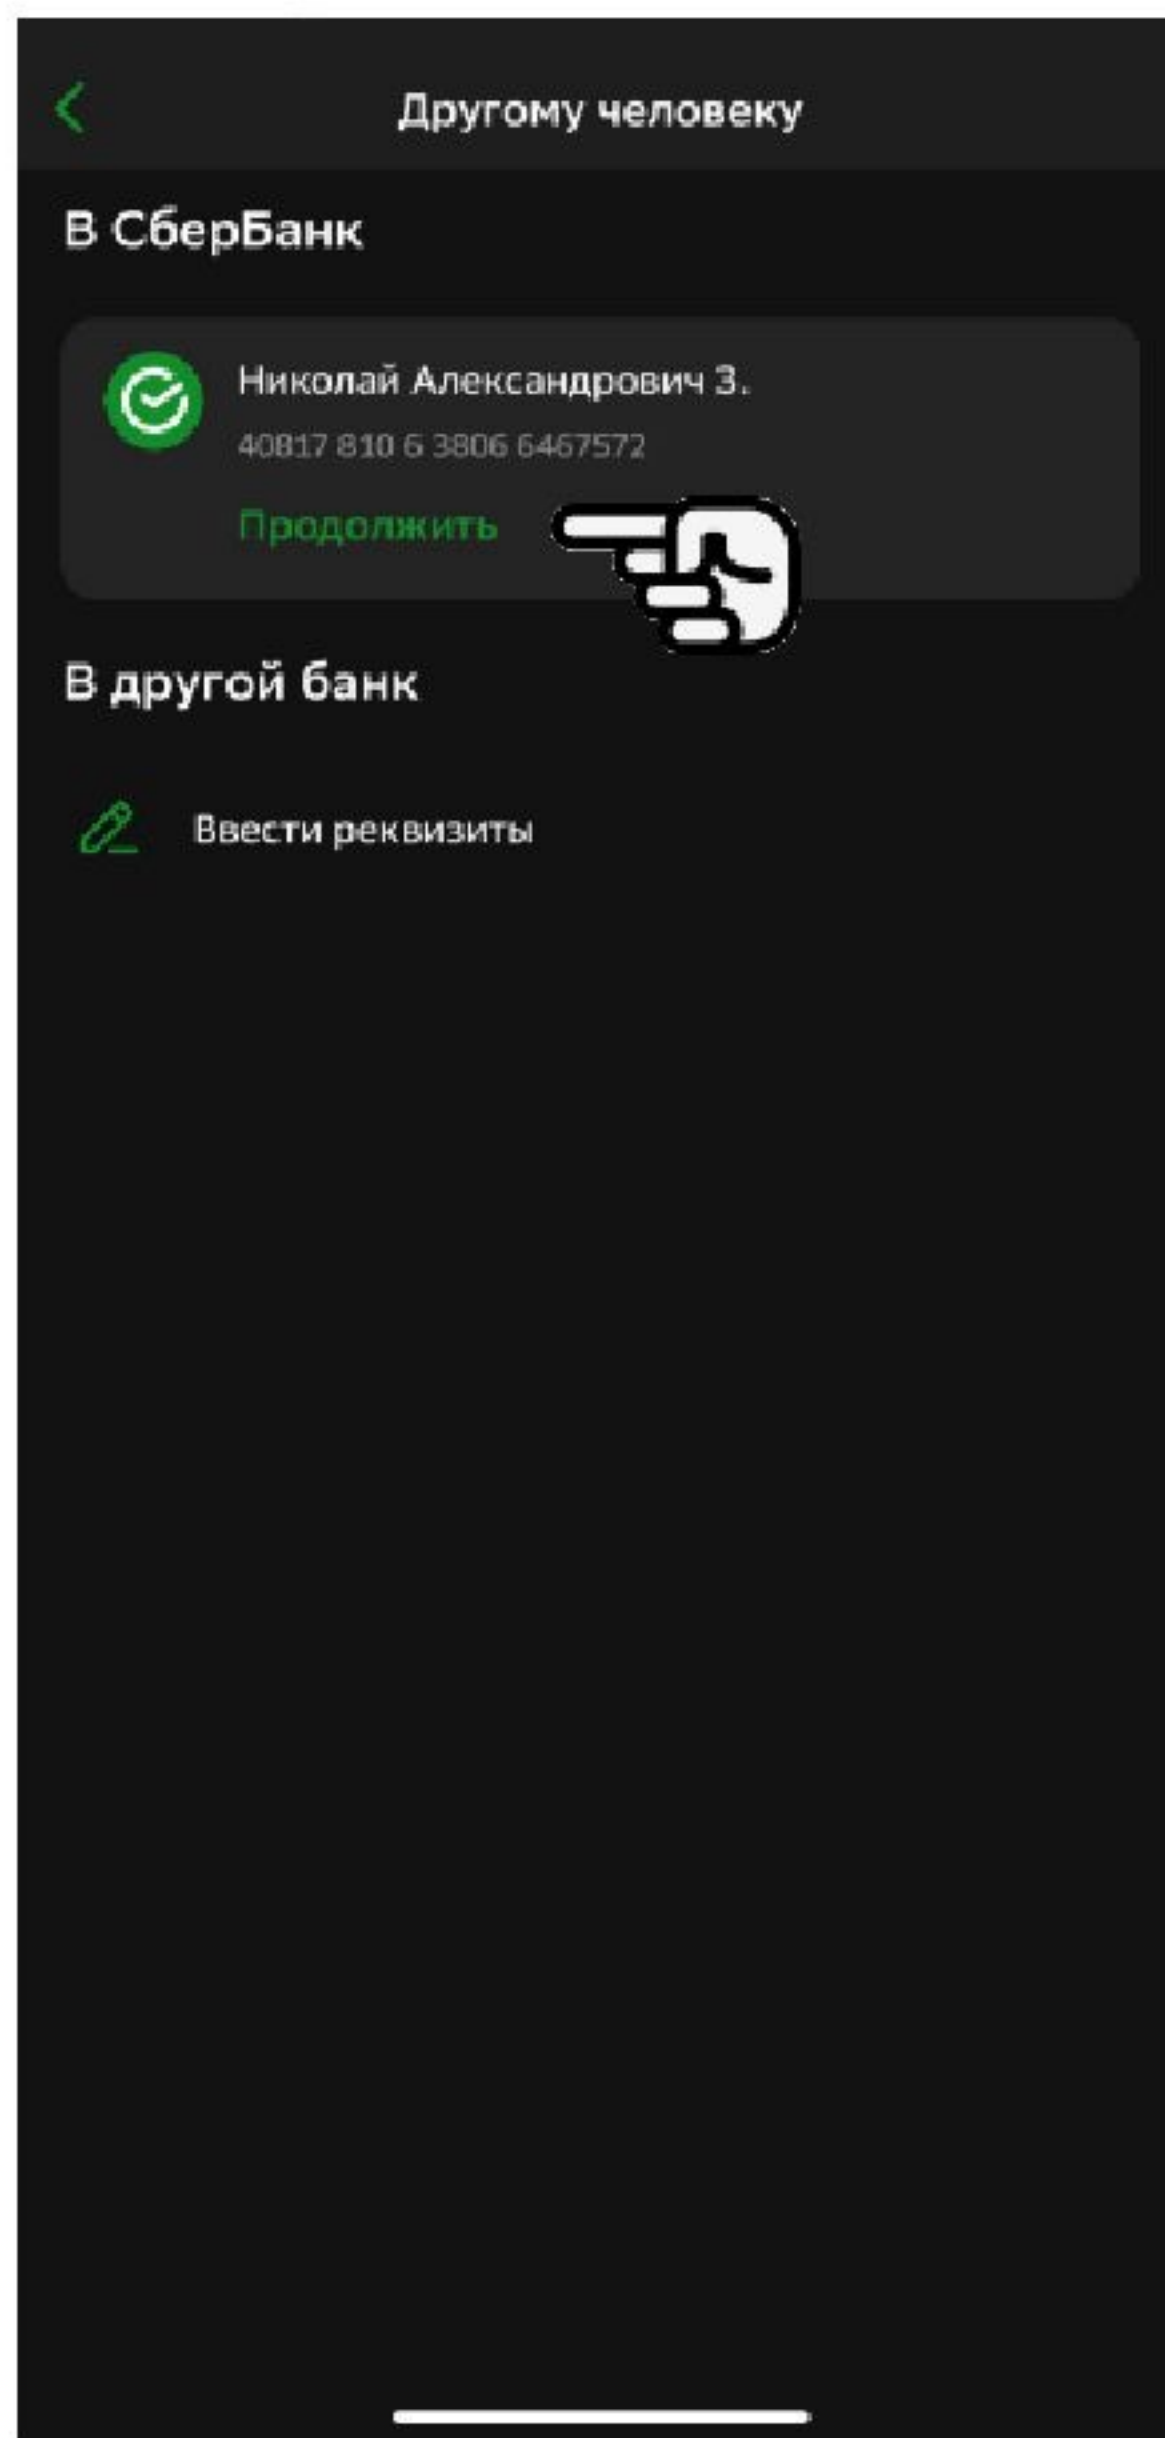 Другому человеку
В СберБанк
Николай Александрович З.
40817 810 6 3806 6467572
Продолжить
В другой банк
Ввести реквизиты